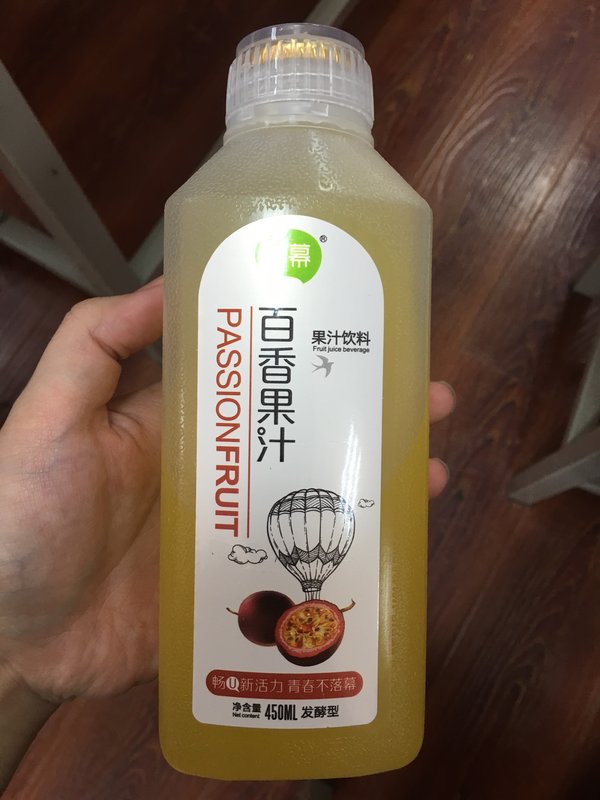 幕
®
百香果汁
PASSIONFRUIT
果汁饮料
Fruit juice beverage
畅U新活力 青春不落幕
净含量
Net content
450ML 发酵型